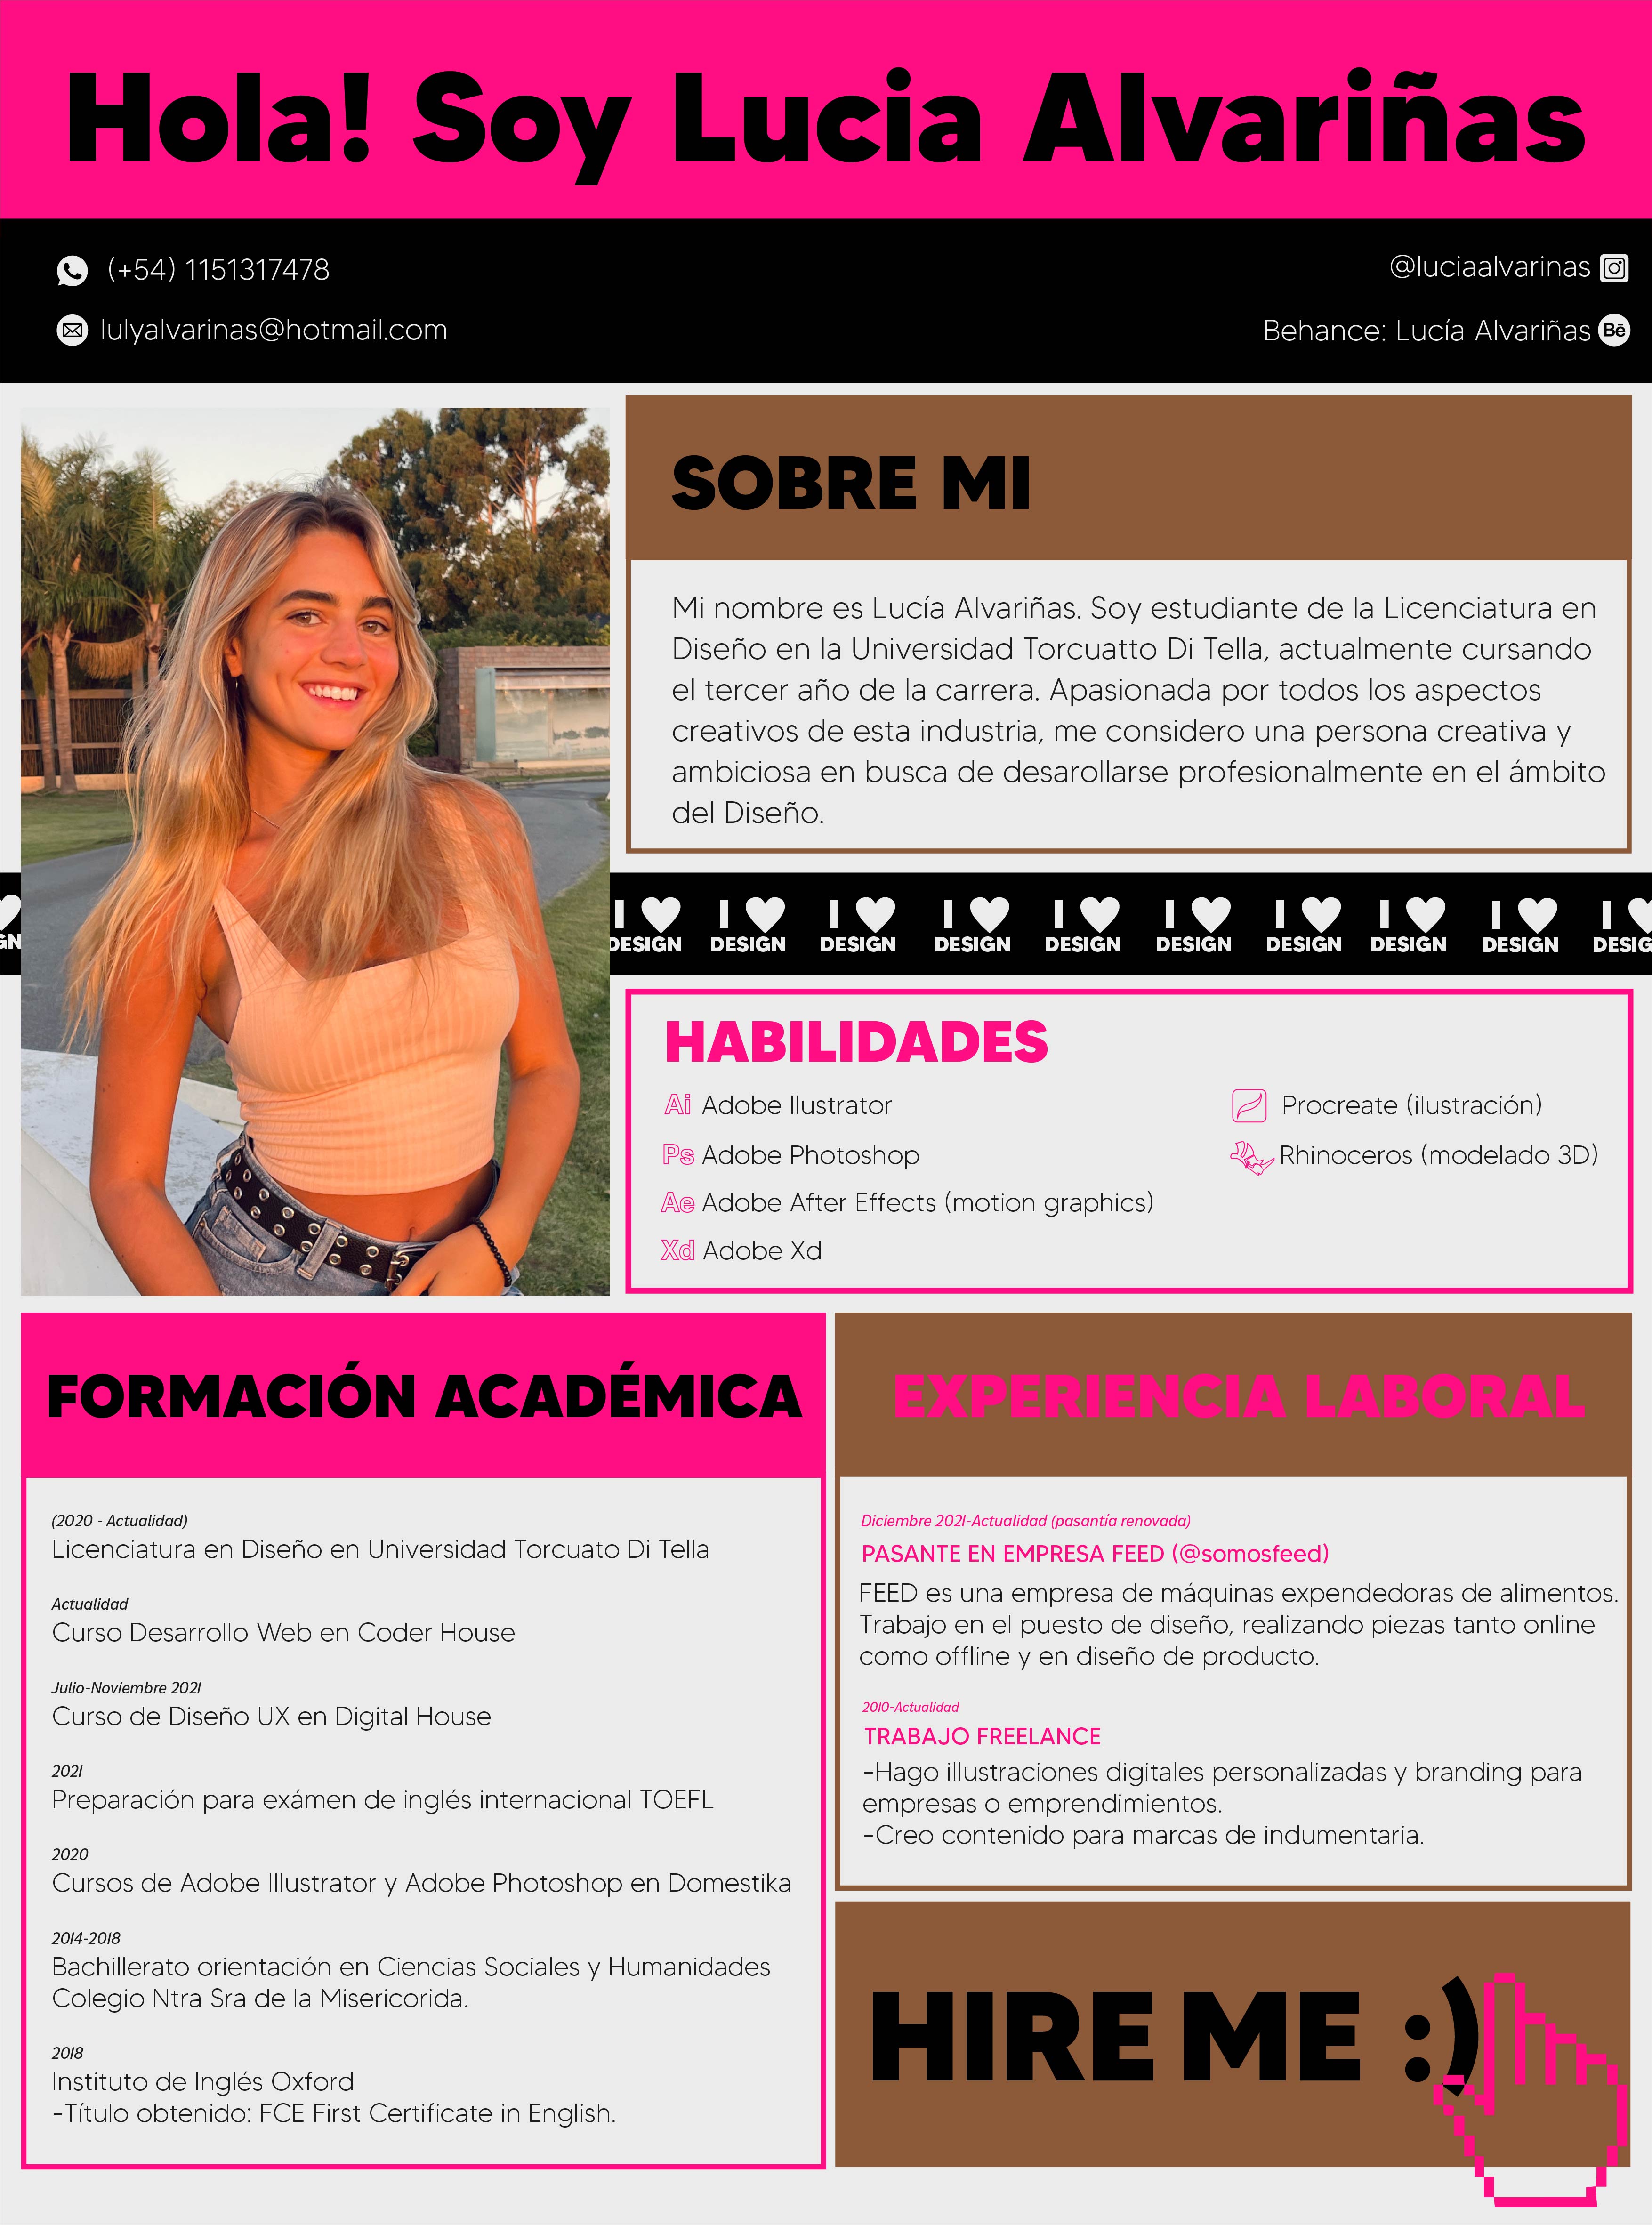 Hola! Soy Lucia Alvariñas
(+54) 1151317478
lulyalvarinas@hotmail.com
@luciaalvarinas
Behance: Lucía Alvariñas Bē
SOBRE MI
Mi nombre es Lucía Alvariñas. Soy estudiante de la Licenciatura en
Diseño en la Universidad Torcuatto Di Tella, actualmente cursando
el tercer año de la carrera. Apasionada por todos los aspectos
creativos de esta industria, me considero una persona creativa y
ambiciosa en busca de desarollarse profesionalmente en el ámbito
del Diseño.
GN
I ♥ I ♥ I ♥ I ♥ I ♥ I ♥ I ♥ I ♥ I ♥ I ♥
DESIGN DESIGN DESIGN DESIGN DESIGN DESIGN DESIGN DESIGN DESIGN DESIG
HABILIDADES
Ai Adobe Ilustrator
Ps Adobe Photoshop
Ae Adobe After Effects (motion graphics)
Xd Adobe Xd
Procreate (ilustración)
Rhinoceros (modelado 3D)
FORMACIÓN ACADÉMICA
(2020 - Actualidad)
Licenciatura en Diseño en Universidad Torcuato Di Tella
Actualidad
Curso Desarrollo Web en Coder House
Julio-Noviembre 2021
Curso de Diseño UX en Digital House
2021
Preparación para exámen de inglés internacional TOEFL
2020
Cursos de Adobe Illustrator y Adobe Photoshop en Domestika
2014-2018
Bachillerato orientación en Ciencias Sociales y Humanidades
Colegio Ntra Sra de la Misericorida.
2018
Instituto de Inglés Oxford
-Título obtenido: FCE First Certificate in English.
EXPERIENCIA LABORAL
Diciembre 2021-Actualidad (pasantía renovada)
PASANTE EN EMPRESA FEED (@somosfeed)
FEED es una empresa de máquinas expendedoras de alimentos.
Trabajo en el puesto de diseño, realizando piezas tanto online
como offline y en diseño de producto.
2010-Actualidad
TRABAJO FREELANCE
-Hago illustraciones digitales personalizadas y branding para
empresas o emprendimientos.
-Creo contenido para marcas de indumentaria.
HIRE ME :)